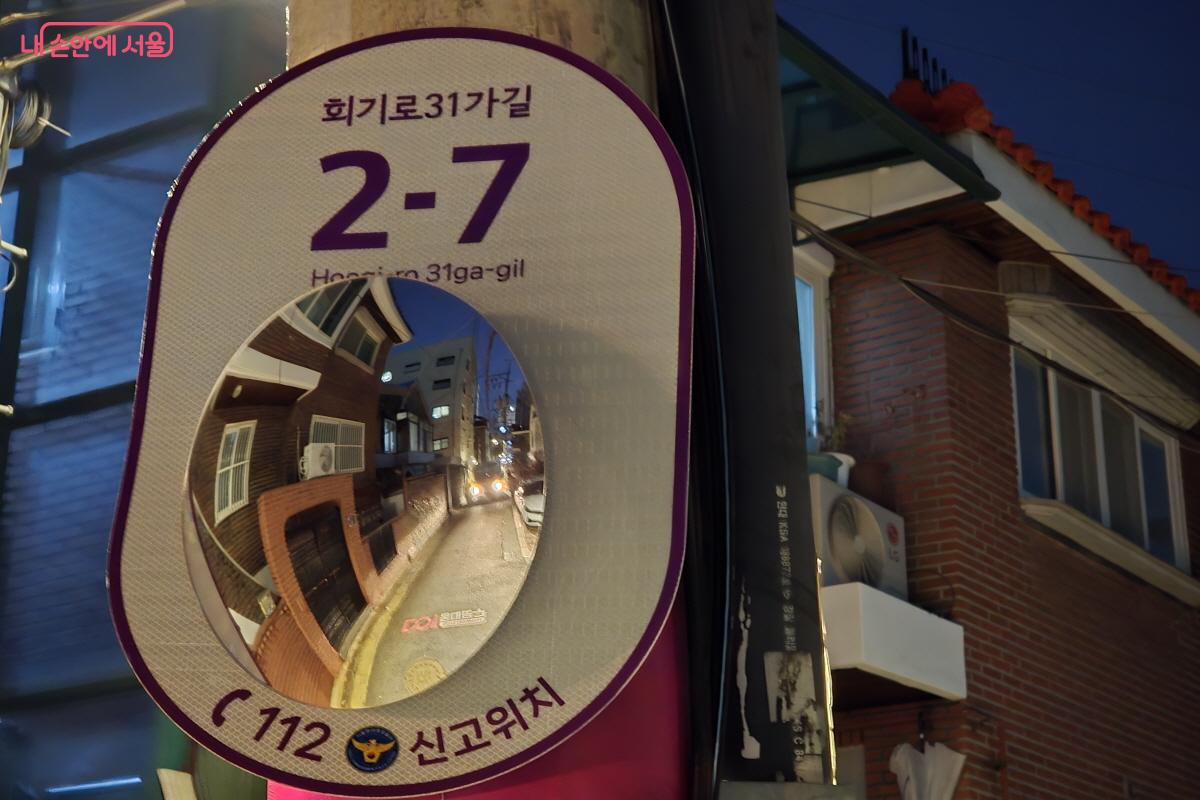 내 손안에 서울
회기로31가길
2-7
Hoegi-ro 31ga-gil
112 신고위치
LG